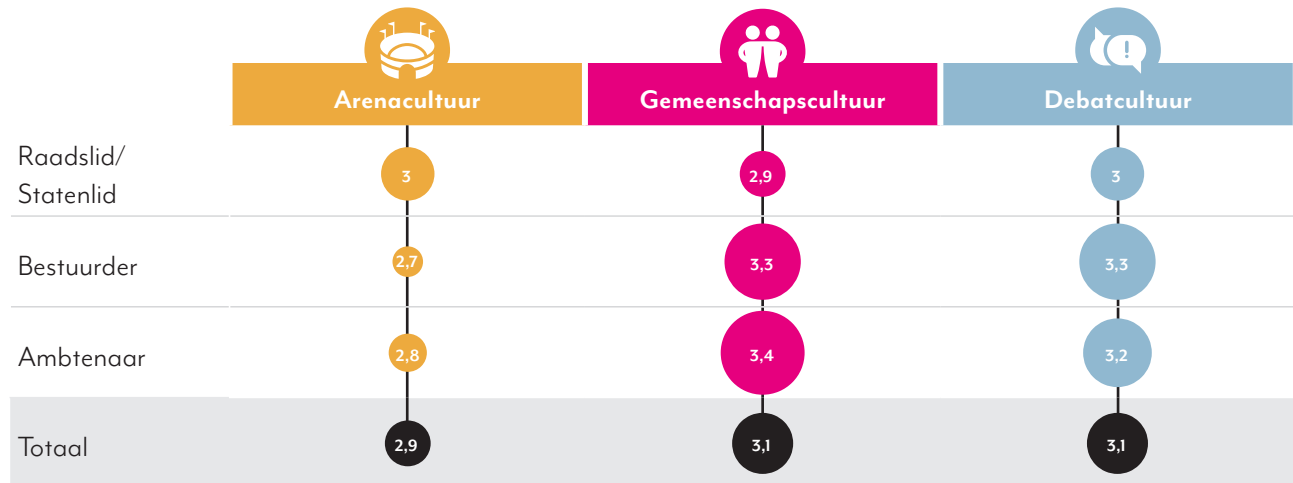 Arenacultuur Gemeenschapscultuur Debatcultuur
Raadslid/
Statenlid
3 2,9 3
Bestuurder 2,7 3,3 3,3
Ambtenaar 2,8 3,4 3,2
Totaal 2,9 3,1 3,1